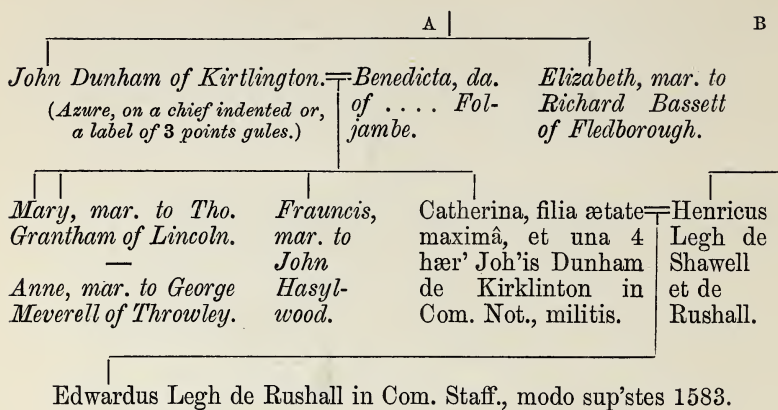 A B
John Dunham of Kirtlington.
(Azure, on a chief indented or,
a label of 3 points gules.)
Benedicta, da.
of .... Fol-
jambe.
Elizabeth, mar. to
Richard Bassett
of Fledborough.
Mary, mar. to Tho.
Grantham of Lincoln.
—
Anne, mar. to George
Meverell of Throwley.
Frauncis,
mar. to
John
Hasyl-
wood.
Catherina, filia ætate
maximâ, et una 4
hær' Joh'is Dunham
de Kirklinton in
Com. Not., militis.
Henricus
Legh de
Shawell
et de
Rushall.
Edwardus Legh de Rushall in Com. Staff., modo sup'stes 1583.